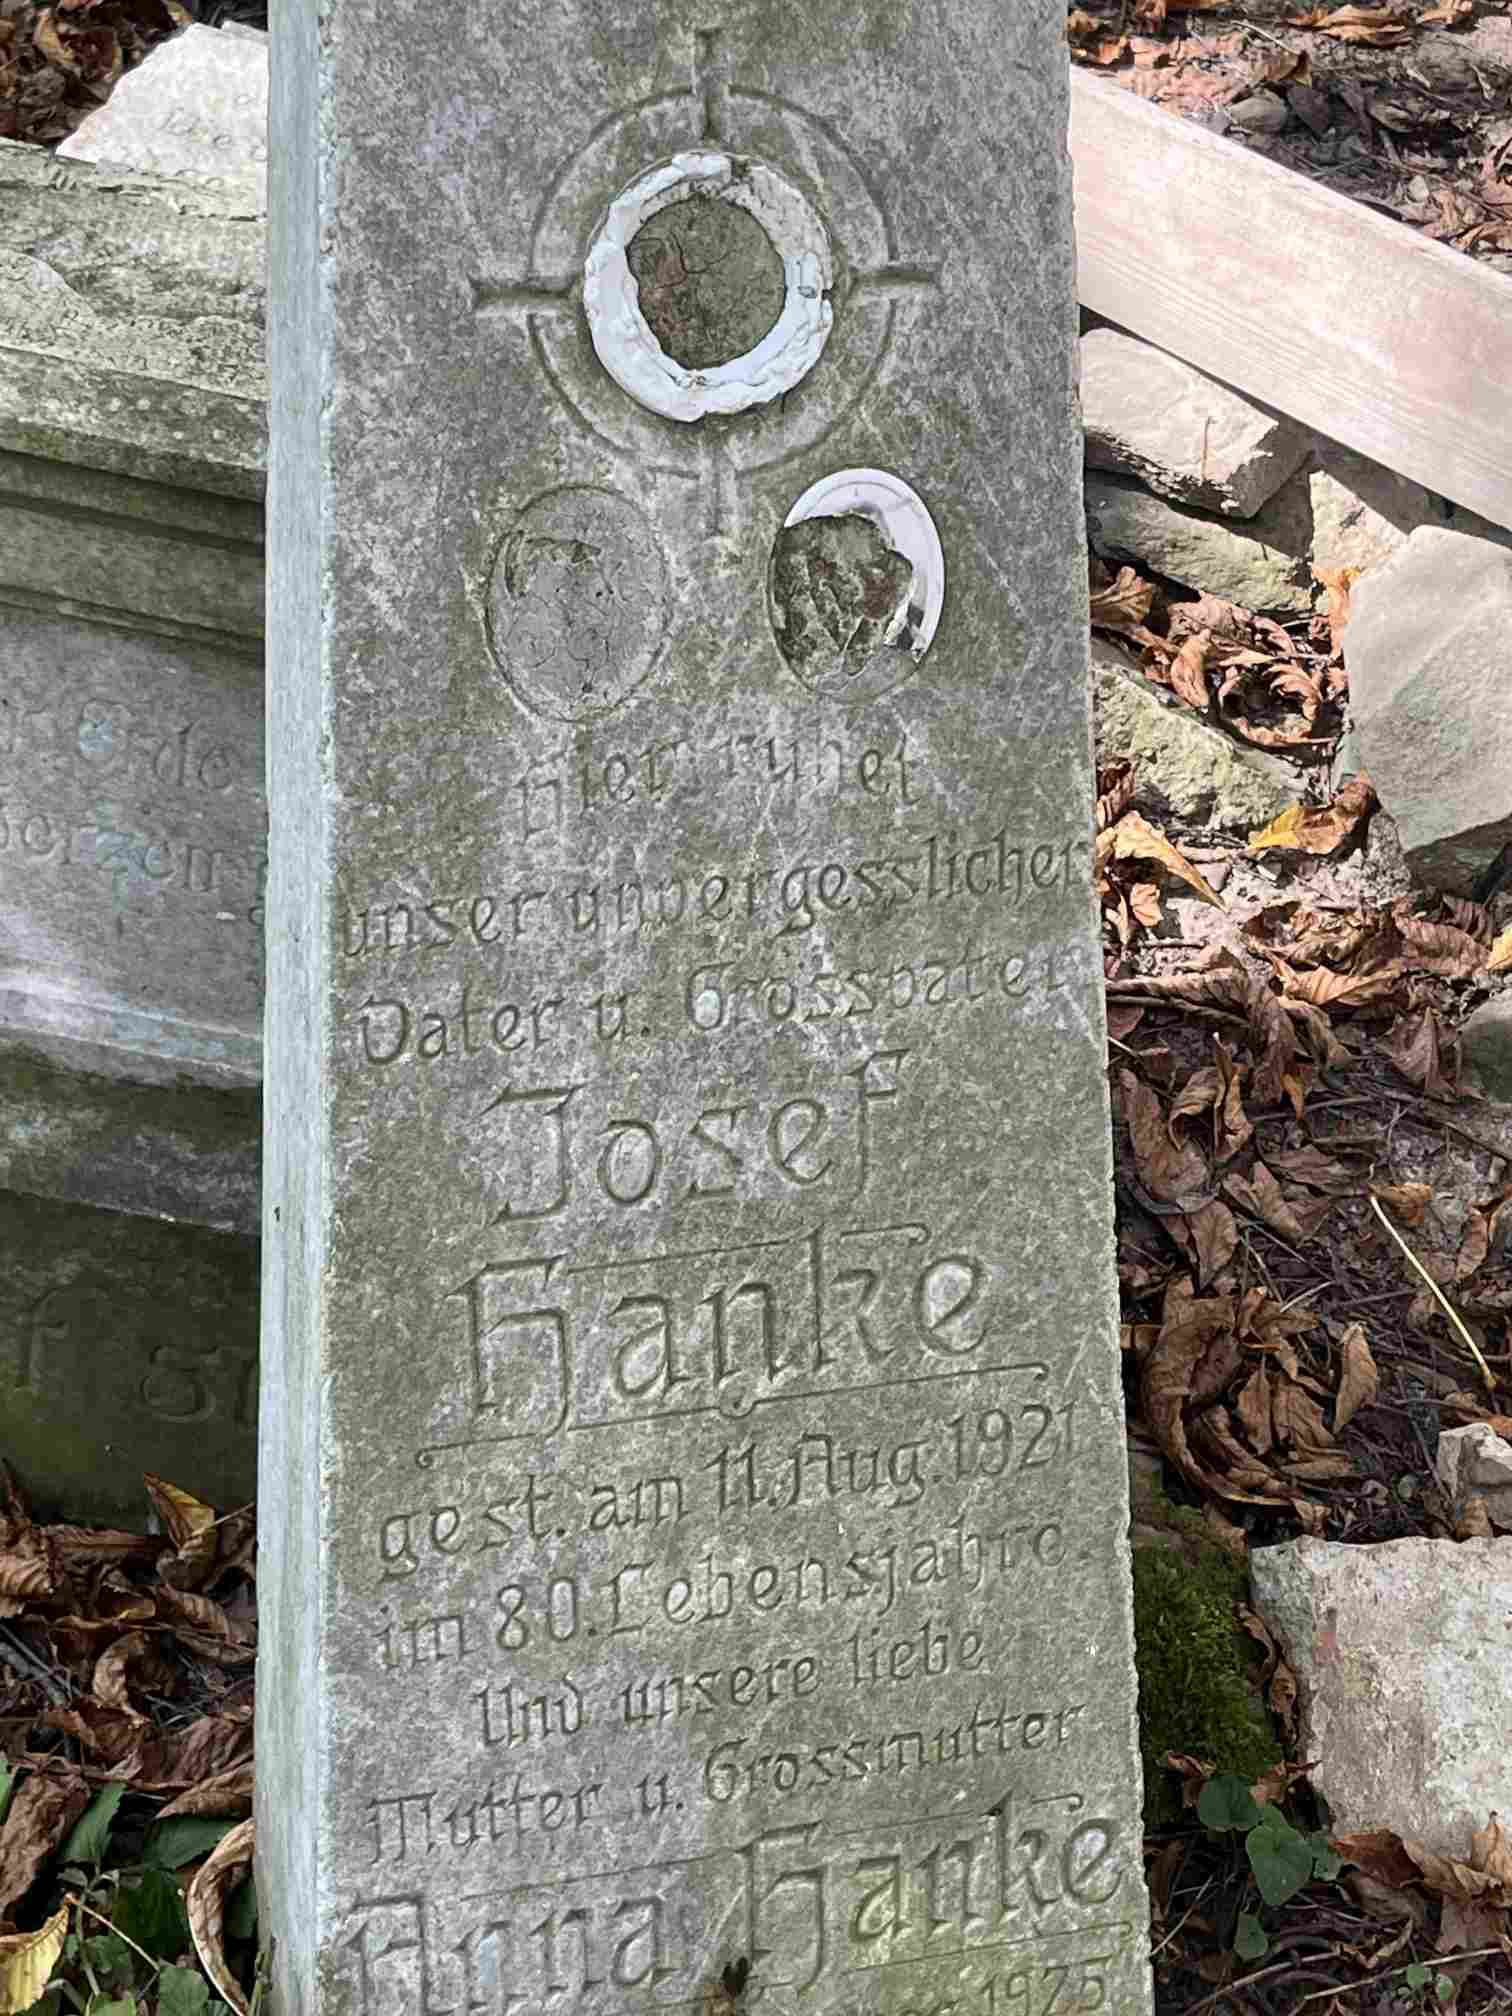 Hier ruhet
unser unvergesslicher
Vater u. Grossvater
Josef
Hanke
gest. am 11. Aug. 1921
im 80. Lebensjahre.
Und unsere liebe
Mutter u. Grossmutter
Anna Hanke
1925